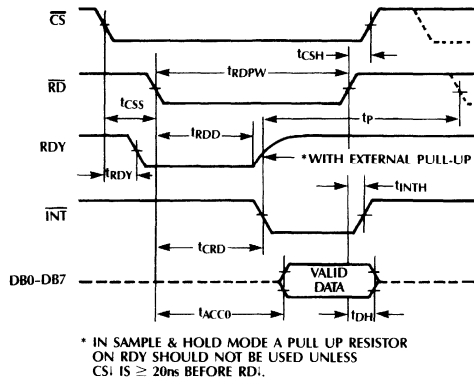 CS
tCSH
tRDPW
RD
tCSS
tP
tRDD
RDY
*WITH EXTERNAL PULL-UP
tRDY
tINTH
INT
tCRD
DB0-DB7
VALID
DATA
tACC0
tDH
* IN SAMPLE & HOLD MODE A PULL UP RESISTOR
ON RDY SHOULD NOT BE USED UNLESS
CS↓ IS ≥ 20ns BEFORE RD↓.